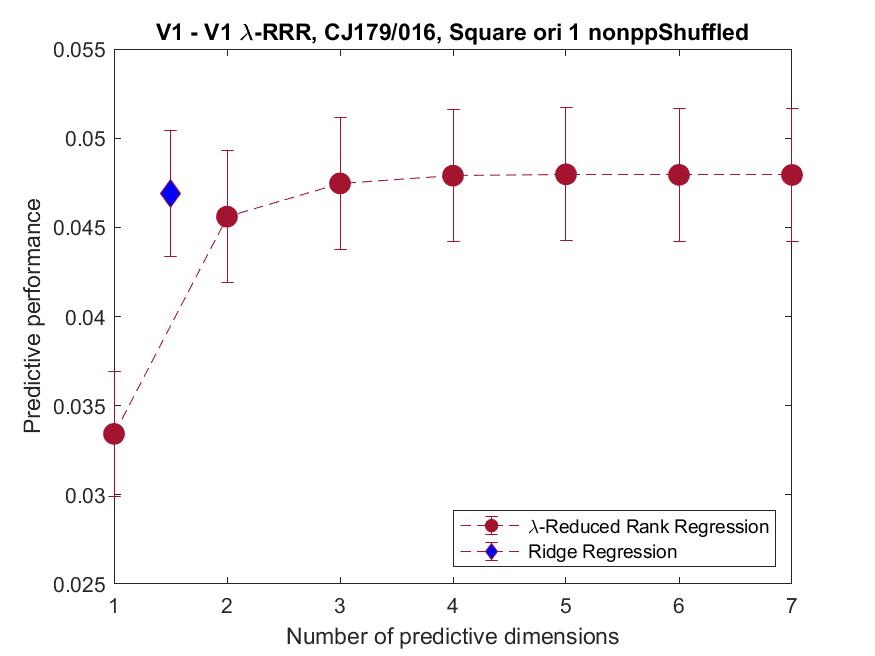 V1 - V1 λ-RRR, CJ179/016, Square ori 1 nonppShuffled
0.055
0.05
0.045
0.04
0.035
0.03
0.025
Predictive performance
λ-Reduced Rank Regression
Ridge Regression
1 2 3 4 5 6 7
Number of predictive dimensions